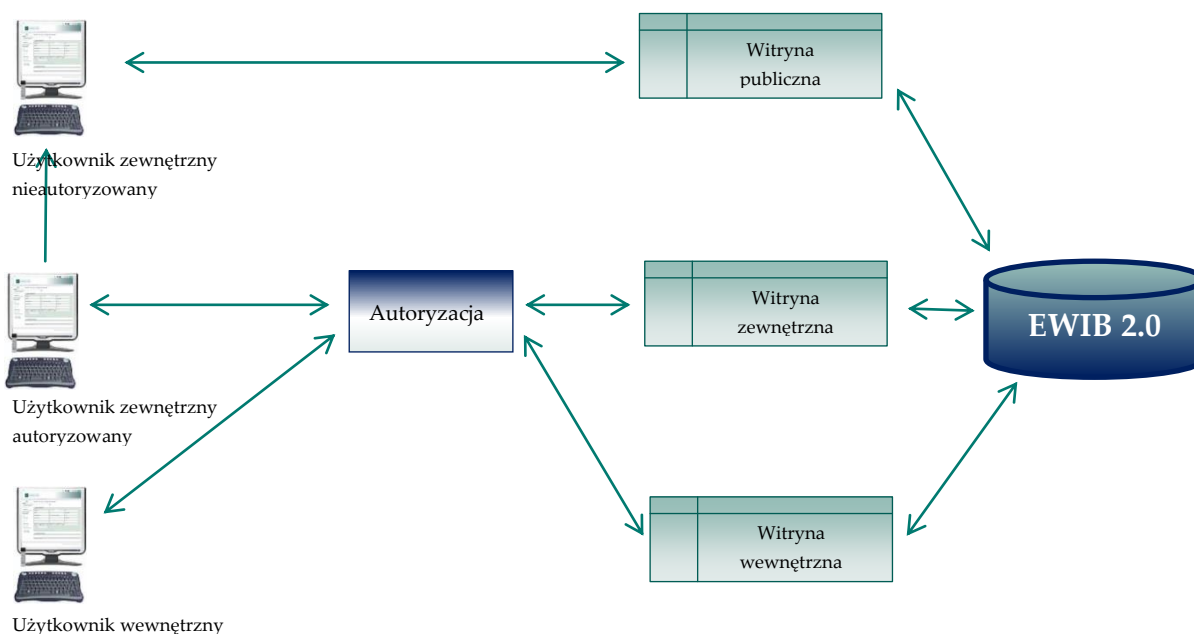 Witryna
publiczna
Użytkownik zewnętrzny
nieautoryzowany
Autoryzacja
Witryna
zewnętrzna
EWIB 2.0
Użytkownik zewnętrzny
autoryzowany
Witryna
wewnętrzna
Użytkownik wewnętrzny